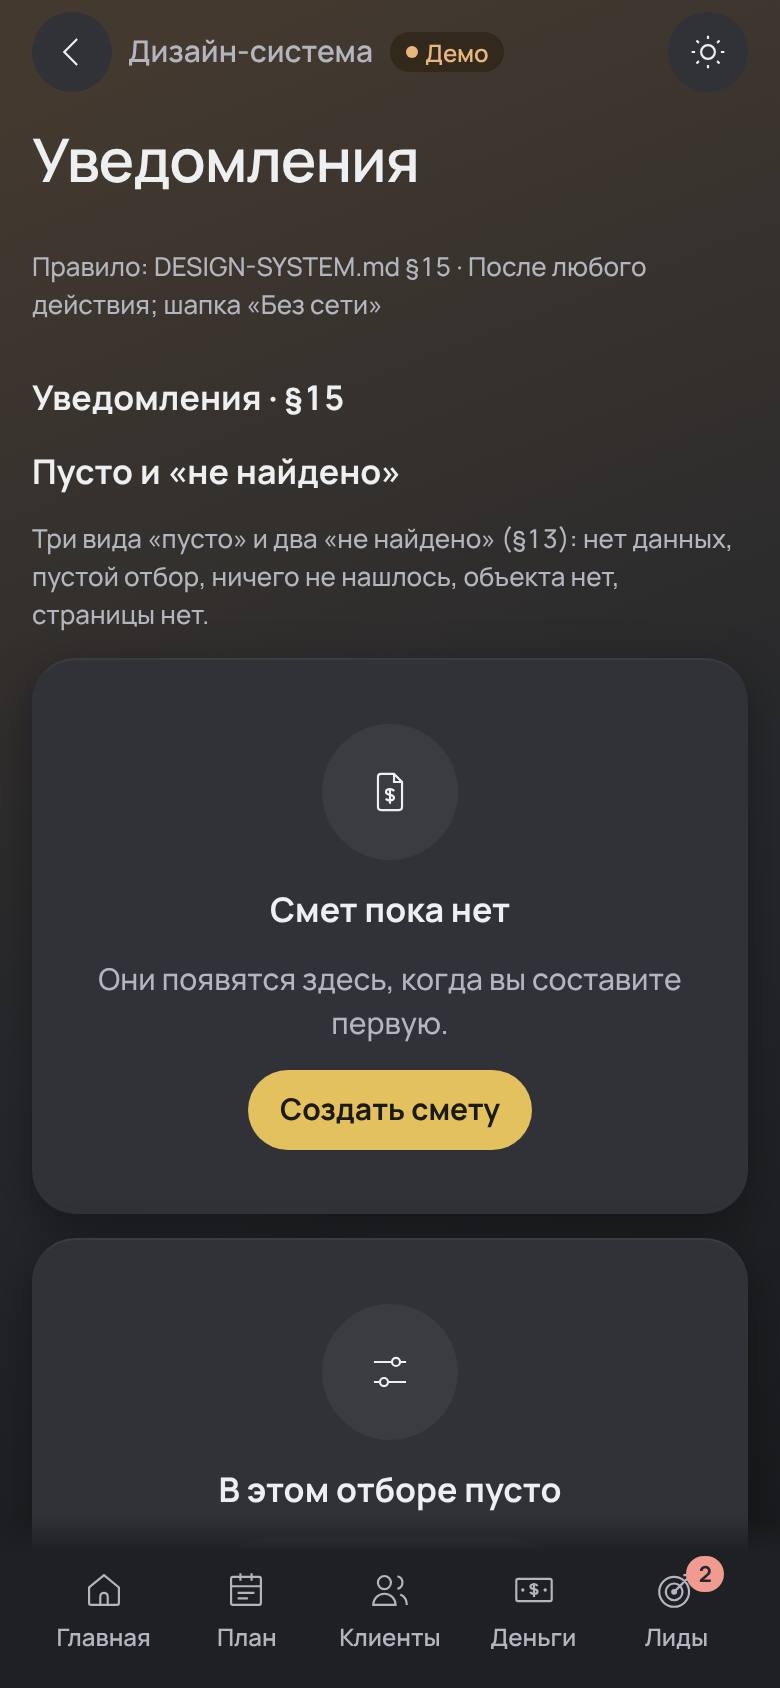 Дизайн-система
Демо
Уведомления
Правило: DESIGN-SYSTEM.md §15 · После любого
действия; шапка «Без сети»
Уведомления · §15
Пусто и «не найдено»
Три вида «пусто» и два «не найдено» (§13): нет данных,
пустой отбор, ничего не нашлось, объекта нет,
страницы нет.
$
Смет пока нет
Они появятся здесь, когда вы составите
первую.
Создать смету
В этом отборе пусто
$
2
Главная
План
Клиенты
Деньги
Лиды